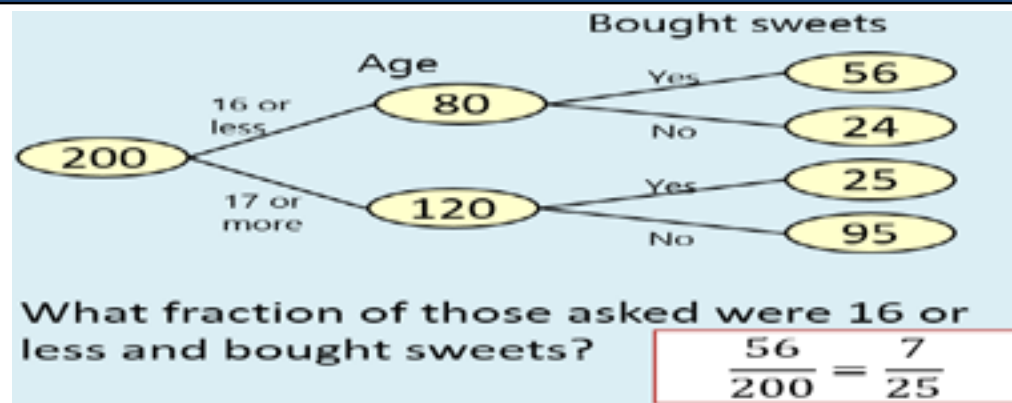 Bought sweets
Age
16 or
less
17 or
more
200
80
120
Yes
No
Yes
No
56
24
25
95
What fraction of those asked were 16 or
less and bought sweets?
56/200 = 7/25